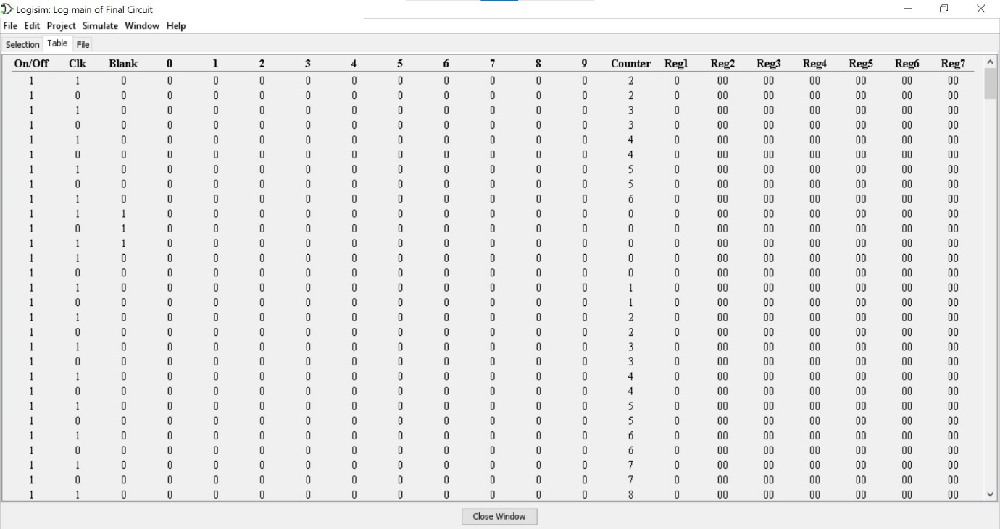 Logisim: Log main of Final Circuit
File Edit Project Simulate Window Help
Selection Table File
On/Off Clk Blank 0 1 2 3 4 5 6 7 8 9 Counter Reg1 Reg2 Reg3 Reg4 Reg5 Reg6 Reg7
1 1 0 0 0 0 0 0 0 0 0 0 0 2 0 00 00 00 00 00 00
1 0 0 0 0 0 0 0 0 0 0 0 0 2 0 00 00 00 00 00 00
1 1 0 0 0 0 0 0 0 0 0 0 0 3 0 00 00 00 00 00 00
1 0 0 0 0 0 0 0 0 0 0 0 0 3 0 00 00 00 00 00 00
1 1 0 0 0 0 0 0 0 0 0 0 0 4 0 00 00 00 00 00 00
1 0 0 0 0 0 0 0 0 0 0 0 0 4 0 00 00 00 00 00 00
1 1 0 0 0 0 0 0 0 0 0 0 0 5 0 00 00 00 00 00 00
1 0 0 0 0 0 0 0 0 0 0 0 0 5 0 00 00 00 00 00 00
1 1 0 0 0 0 0 0 0 0 0 0 0 6 0 00 00 00 00 00 00
1 1 1 0 0 0 0 0 0 0 0 0 0 0 0 00 00 00 00 00 00
1 0 1 0 0 0 0 0 0 0 0 0 0 0 0 00 00 00 00 00 00
1 1 1 0 0 0 0 0 0 0 0 0 0 0 0 00 00 00 00 00 00
1 1 0 0 0 0 0 0 0 0 0 0 0 0 0 00 00 00 00 00 00
1 0 0 0 0 0 0 0 0 0 0 0 0 0 0 00 00 00 00 00 00
1 1 0 0 0 0 0 0 0 0 0 0 0 1 0 00 00 00 00 00 00
1 0 0 0 0 0 0 0 0 0 0 0 0 1 0 00 00 00 00 00 00
1 1 0 0 0 0 0 0 0 0 0 0 0 2 0 00 00 00 00 00 00
1 0 0 0 0 0 0 0 0 0 0 0 0 2 0 00 00 00 00 00 00
1 1 0 0 0 0 0 0 0 0 0 0 0 3 0 00 00 00 00 00 00
1 0 0 0 0 0 0 0 0 0 0 0 0 3 0 00 00 00 00 00 00
1 1 0 0 0 0 0 0 0 0 0 0 0 4 0 00 00 00 00 00 00
1 0 0 0 0 0 0 0 0 0 0 0 0 4 0 00 00 00 00 00 00
1 1 0 0 0 0 0 0 0 0 0 0 0 5 0 00 00 00 00 00 00
1 0 0 0 0 0 0 0 0 0 0 0 0 5 0 00 00 00 00 00 00
1 1 0 0 0 0 0 0 0 0 0 0 0 6 0 00 00 00 00 00 00
1 0 0 0 0 0 0 0 0 0 0 0 0 6 0 00 00 00 00 00 00
1 1 0 0 0 0 0 0 0 0 0 0 0 7 0 00 00 00 00 00 00
1 0 0 0 0 0 0 0 0 0 0 0 0 7 0 00 00 00 00 00 00
1 1 0 0 0 0 0 0 0 0 0 0 0 8 0 00 00 00 00 00 00
Close Window